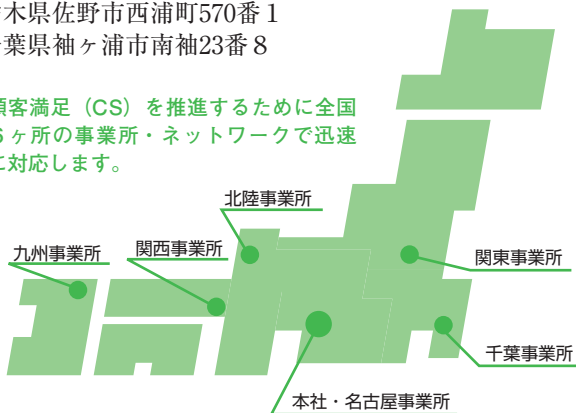 木県佐野市西浦町570番1
葉県袖ヶ浦市南袖23番8
顧客満足（CS）を推進するために全国
6ヶ所の事業所・ネットワークで迅速
に対応します。
北陸事業所
九州事業所
関西事業所
関東事業所
千葉事業所
本社・名古屋事業所